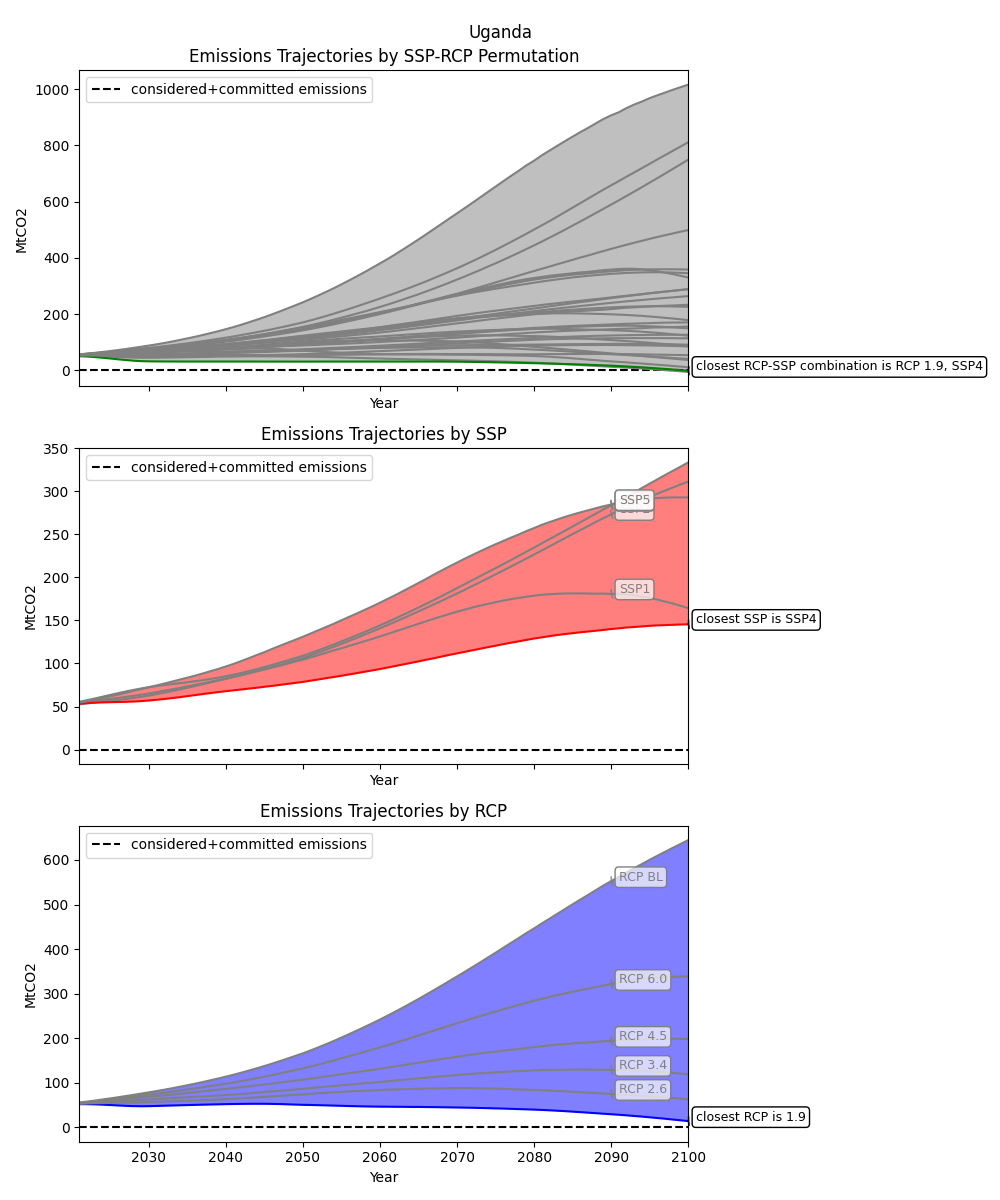 Uganda
Emissions Trajectories by SSP-RCP Permutation
considered+committed emissions
1000
800
600
400
200
0
MtCO2
closest RCP-SSP combination is RCP 1.9, SSP4
Year
Emissions Trajectories by SSP
considered+committed emissions
350
300
250
200
150
100
50
0
MtCO2
SSP5
SSP1
closest SSP is SSP4
Year
Emissions Trajectories by RCP
considered+committed emissions
600
500
400
300
200
100
0
MtCO2
RCP BL
RCP 6.0
RCP 4.5
RCP 3.4
RCP 2.6
closest RCP is 1.9
2030 2040 2050 2060 2070 2080 2090 2100
Year